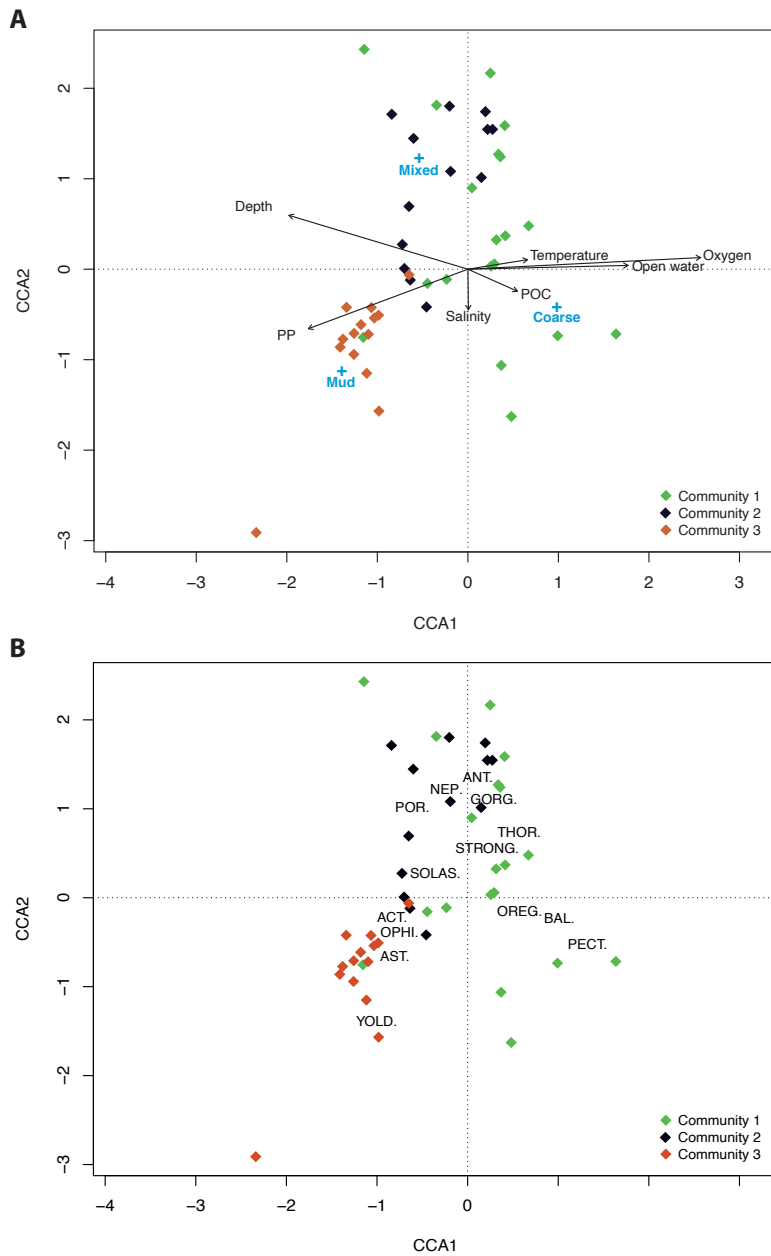 A
2
1
0
−1
−2
−3
CCA2
Mixed
Depth
Temperature
Oxygen
Open water
POC
Salinity
Coarse
PP
Mud
Community 1
Community 2
Community 3
−4 −3 −2 −1 0 1 2 3
CCA1
B
2
1
0
−1
−2
−3
CCA2
ANT.
NEP.
GORG.
POR.
THOR.
STRONG.
SOLAS.
ACT.
OREG.
BAL.
OPHI.
AST.
PECT.
YOLD.
Community 1
Community 2
Community 3
−4 −3 −2 −1 0 1 2 3
CCA1